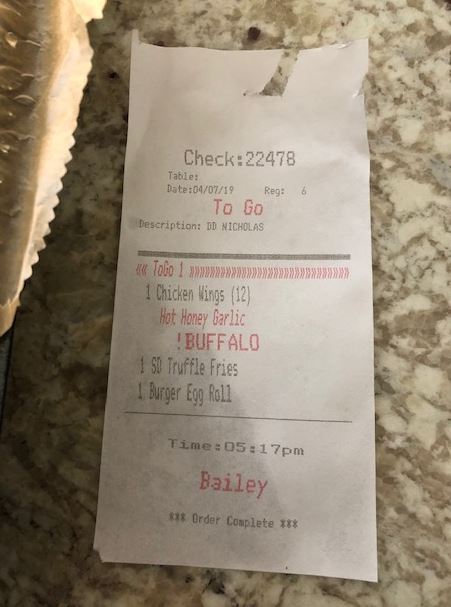 Check:22478
Table:
Date:04/07/19 Reg: 6
To Go
Description: DD NICHOLAS
«« ToGo 1 »»»»»»»»»»»»»»»»»»»»»»»»»»»
1 Chicken Wings (12)
Hot Honey Garlic
!BUFFALO
1 SD Truffle Fries
1 Burger Egg Roll
Time:05:17pm
Bailey
*** Order Complete ***